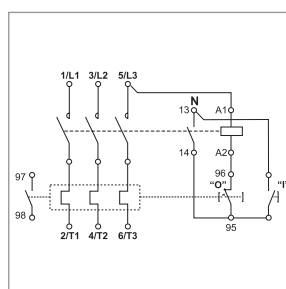 1/L1 3/L2 5/L3
N
13 A1
14 A2
97 96
"O" "I"
98 95
2/T1 4/T2 6/T3